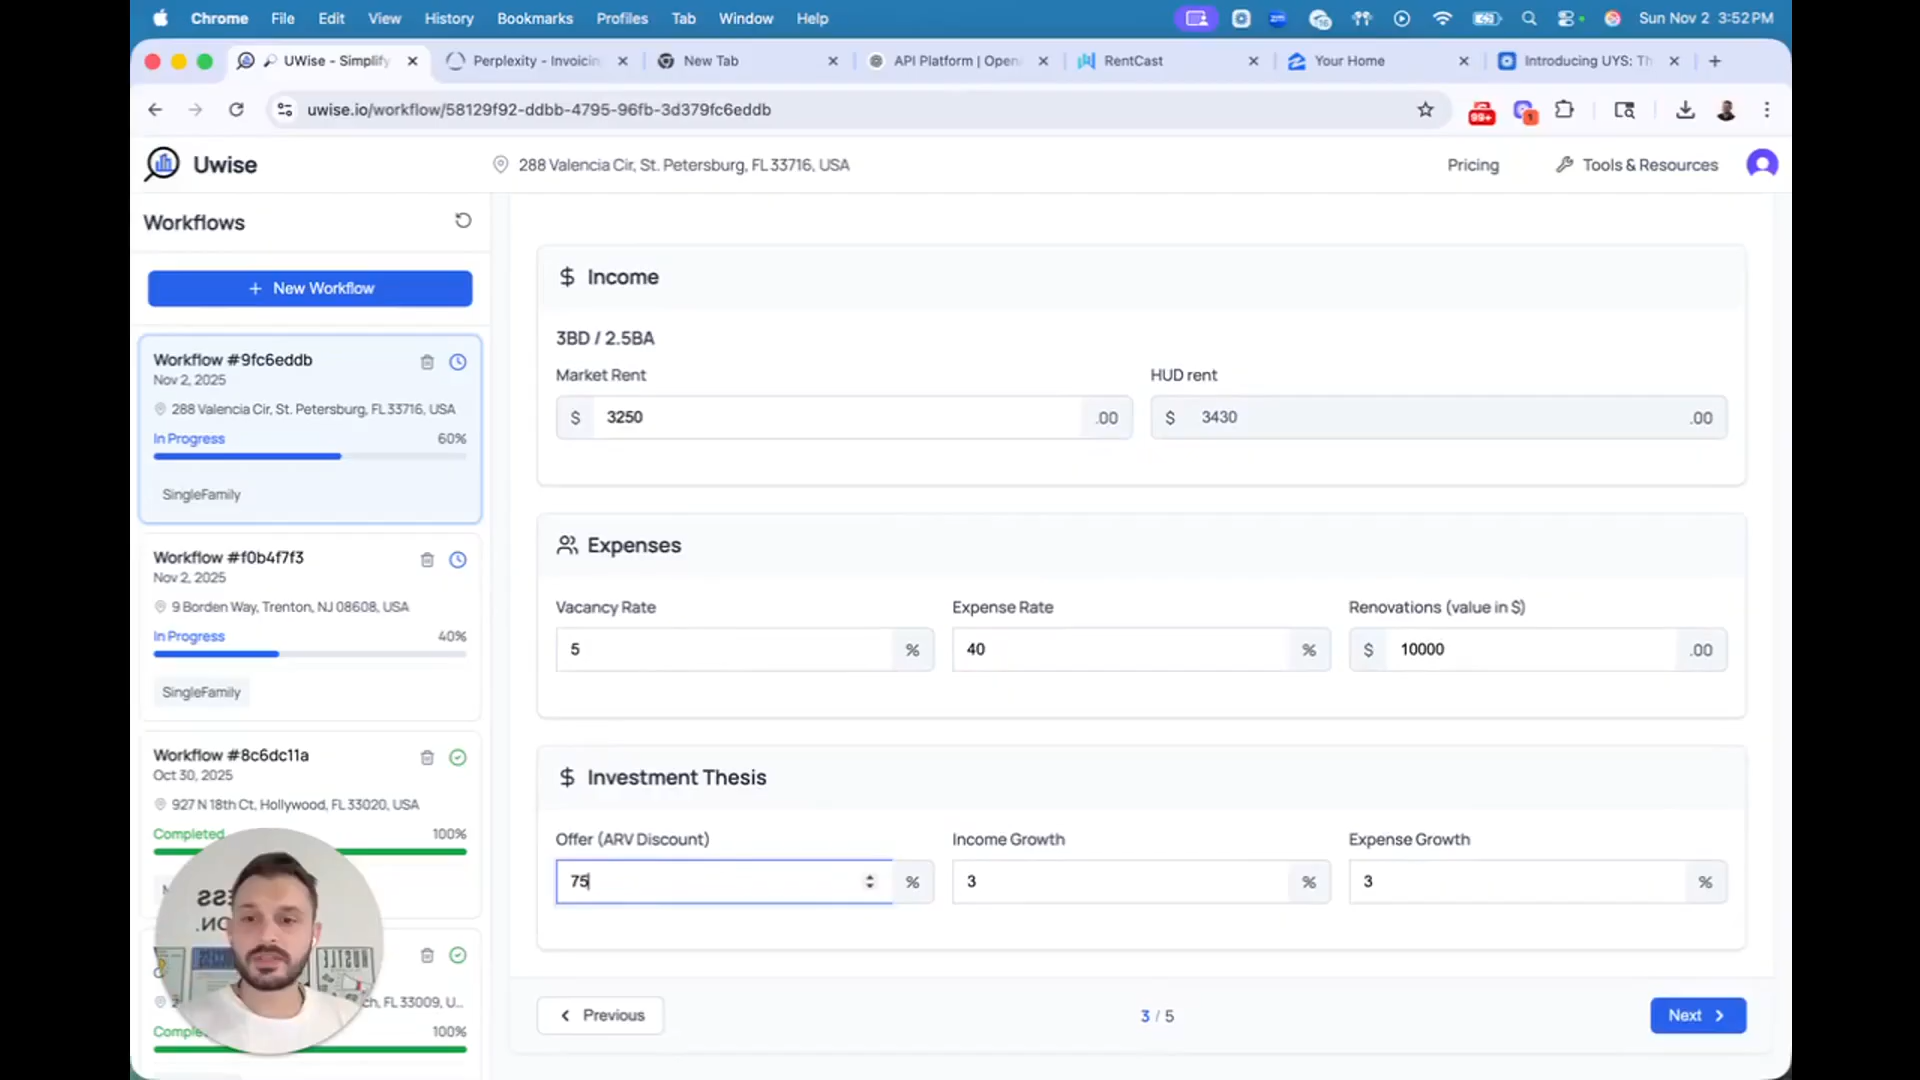 Chrome File Edit View History Bookmarks Profiles Tab Window Help Sun Nov 2 3:52 PM
UWise - Simplify Perplexity - Invoicin New Tab API Platform | Open RentCast Your Home Introducing UYS: Th
uwise.io/workflow/58129f92-ddbb-4795-96fb-3d379fc6eddb 99+ 1
Uwise 288 Valencia Cir, St. Petersburg, FL 33716, USA Pricing Tools & Resources
Workflows
+ New Workflow
Workflow #9fc6eddb
Nov 2, 2025
288 Valencia Cir, St. Petersburg, FL 33716, USA
In Progress 60%
SingleFamily
Workflow #f0b4f7f3
Nov 2, 2025
9 Borden Way, Trenton, NJ 08608, USA
In Progress 40%
SingleFamily
Workflow #8c6dc11a
Oct 30, 2025
927 N 18th Ct, Hollywood, FL 33020, USA
Completed 100%
FL 33009, U...
100%
HUSTLE
$ Income
3BD / 2.5BA
Market Rent HUD rent
$ 3250 .00 $ 3430 .00
Expenses
Vacancy Rate Expense Rate Renovations (value in $)
5 % 40 % $ 10000 .00
$ Investment Thesis
Offer (ARV Discount) Income Growth Expense Growth
75 % 3 % 3 %
Previous 3 / 5 Next